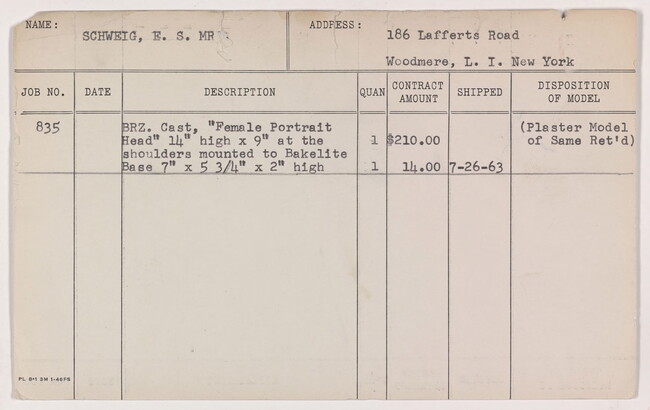 NAME: SCHWEIG, E. S. MR
ADDRESS: 186 Lafferts Road
Woodmere, L. I. New York
JOB NO. DATE DESCRIPTION QUAN CONTRACT AMOUNT SHIPPED DISPOSITION OF MODEL
835 BRZ. Cast, "Female Portrait (Plaster Model
Head" 14" high x 9" at the 1 $210.00 of Same Ret'd)
shoulders mounted to Bakelite
Base 7" x 5 3/4" x 2" high 1 14.00 7-26-63